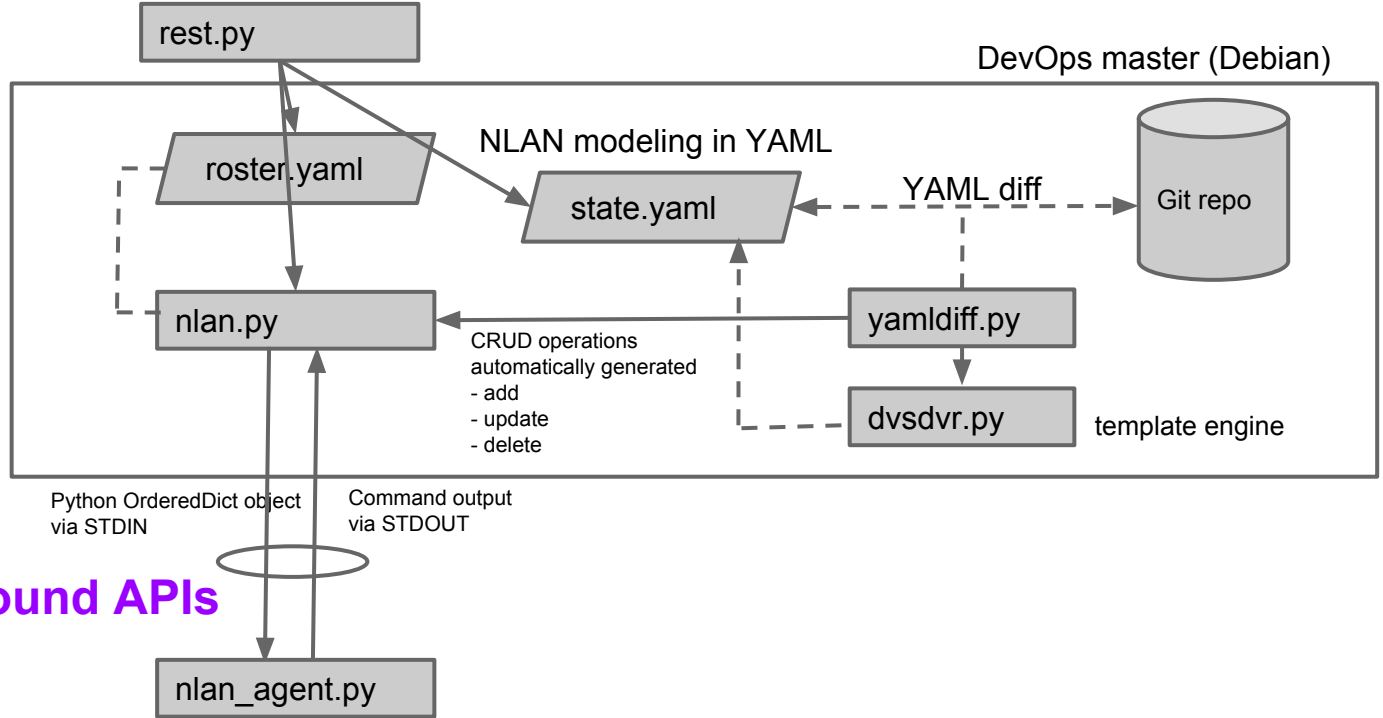 rest.py
DevOps master (Debian)
NLAN modeling in YAML
roster.yaml
state.yaml
YAML diff
Git repo
nlan.py
yamldiff.py
CRUD operations
automatically generated
- add
- update
- delete
dvsdvr.py
template engine
Python OrderedDict object
via STDIN
Command output
via STDOUT
ound APIs
nlan_agent.py